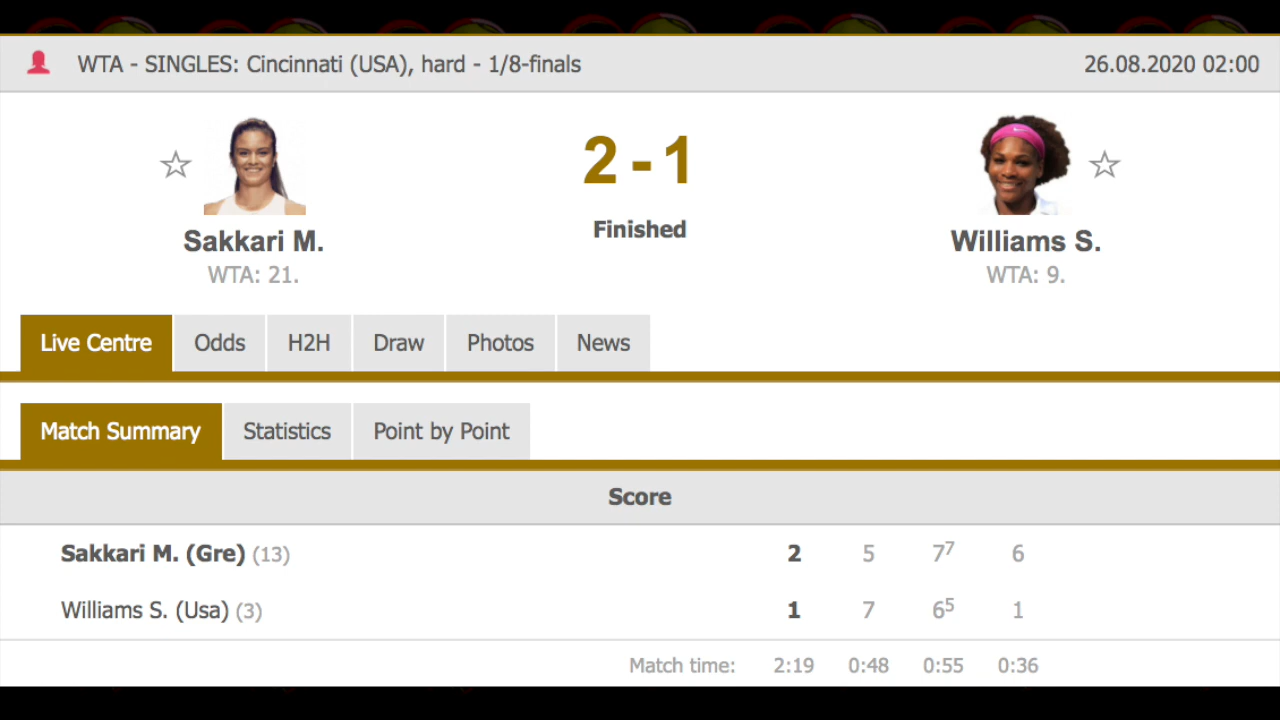 WTA - SINGLES: Cincinnati (USA), hard - 1/8-finals 26.08.2020 02:00
2 - 1
Finished
Sakkari M. Williams S.
WTA: 21. WTA: 9.
Live Centre Odds H2H Draw Photos News
Match Summary Statistics Point by Point
Score
Sakkari M. (Gre) (13) 2 5 7⁷ 6
Williams S. (Usa) (3) 1 7 6⁵ 1
Match time: 2:19 0:48 0:55 0:36